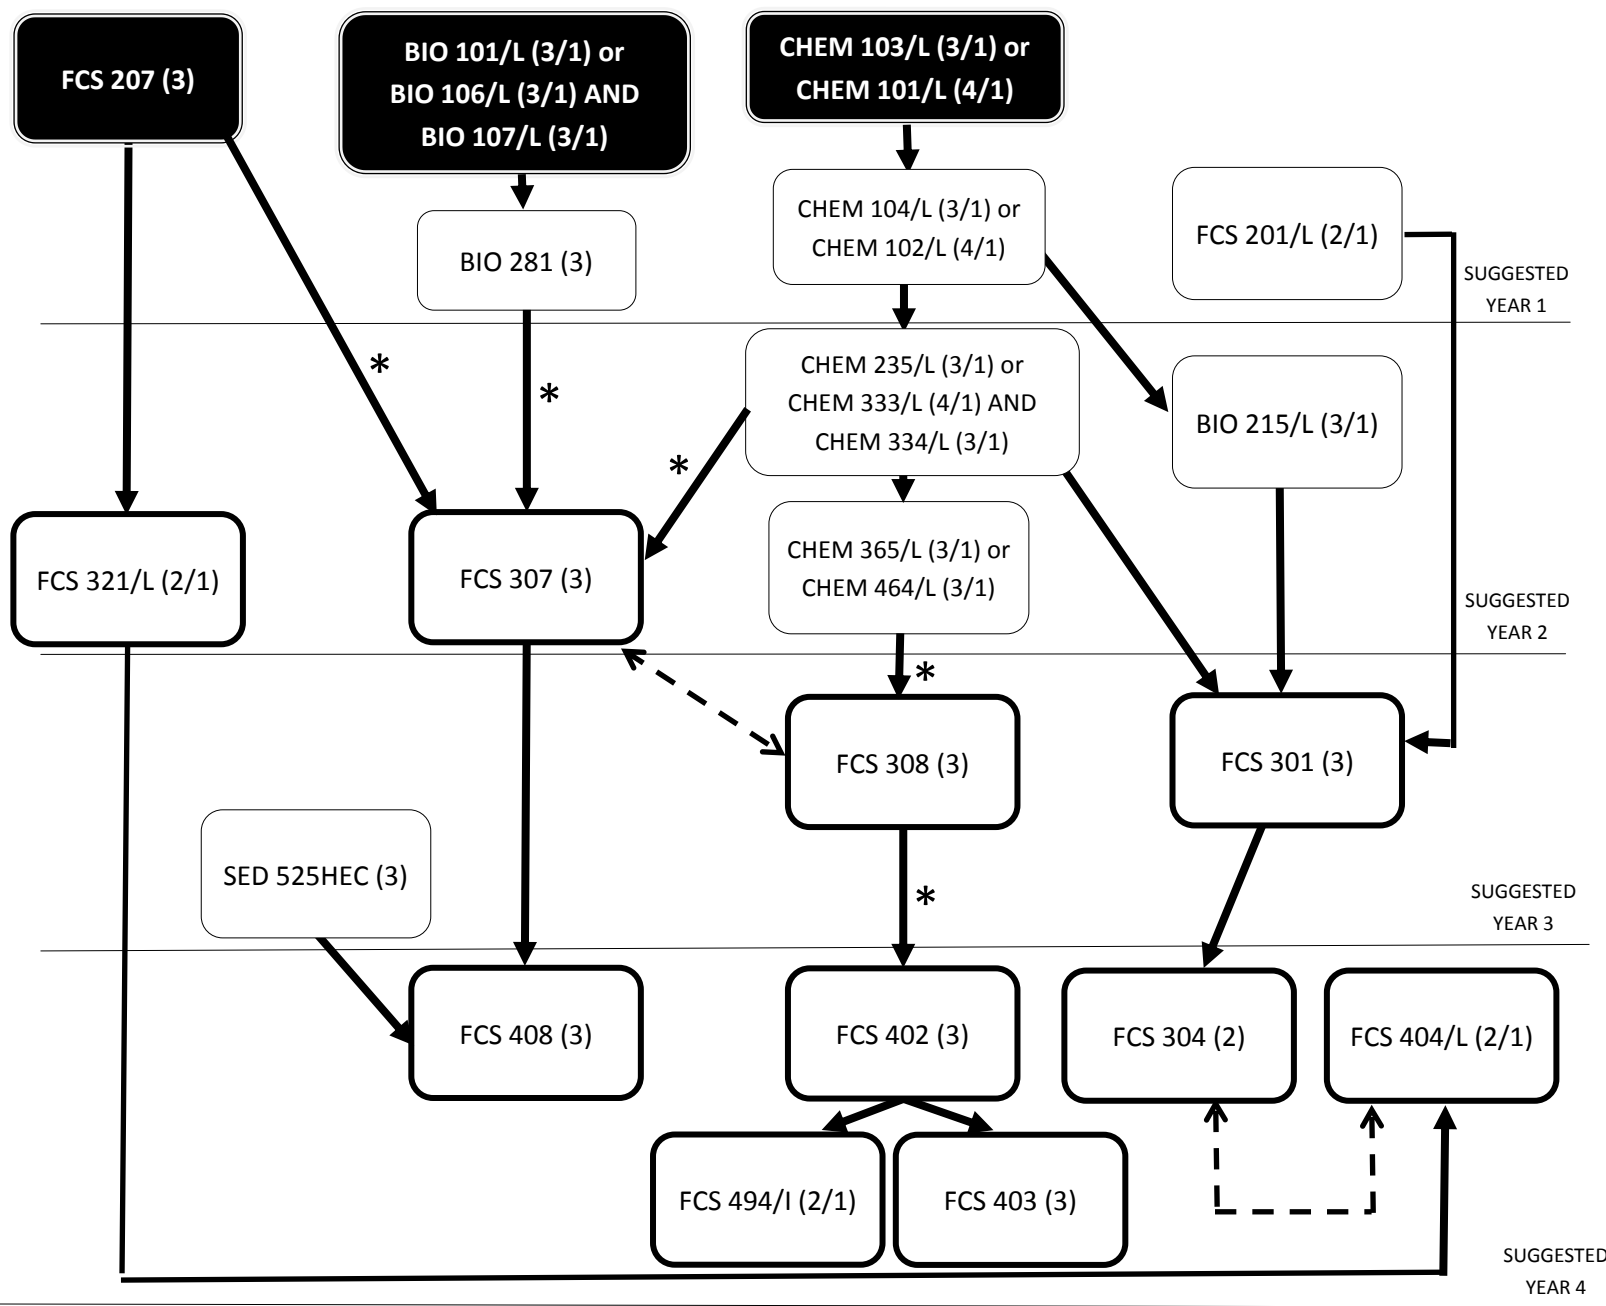 FCS 207 (3)
BIO 101/L (3/1) or
BIO 106/L (3/1) AND
BIO 107/L (3/1)
CHEM 103/L (3/1) or
CHEM 101/L (4/1)
BIO 281 (3)
CHEM 104/L (3/1) or
CHEM 102/L (4/1)
FCS 201/L (2/1)
SUGGESTED
YEAR 1
*
*
*
CHEM 235/L (3/1) or
CHEM 333/L (4/1) AND
CHEM 334/L (3/1)
BIO 215/L (3/1)
FCS 321/L (2/1)
FCS 307 (3)
CHEM 365/L (3/1) or
CHEM 464/L (3/1)
SUGGESTED
YEAR 2
*
FCS 308 (3)
FCS 301 (3)
SED 525HEC (3)
*
SUGGESTED
YEAR 3
FCS 408 (3)
FCS 402 (3)
FCS 304 (2)
FCS 404/L (2/1)
FCS 494/I (2/1)
FCS 403 (3)
SUGGESTED
YEAR 4